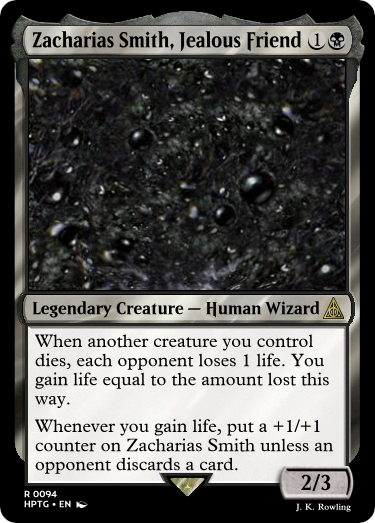 Zacharias Smith, Jealous Friend 1
Legendary Creature — Human Wizard
When another creature you control
dies, each opponent loses 1 life. You
gain life equal to the amount lost this
way.
Whenever you gain life, put a +1/+1
counter on Zacharias Smith unless an
opponent discards a card.
2/3
R 0094
HPTG • EN
J. K. Rowling